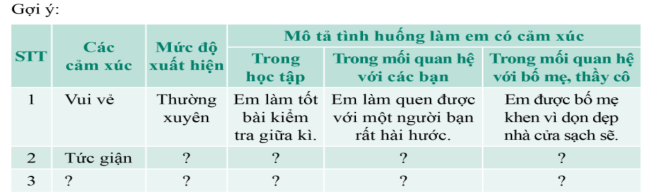 Gợi ý:
Mô tả tình huống làm em có cảm xúc
STT Các cảm xúc Mức độ xuất hiện Trong học tập Trong mối quan hệ với các bạn Trong mối quan hệ với bố mẹ, thầy cô
1 Vui vẻ Thường xuyên Em làm tốt bài kiểm tra giữa kì. Em làm quen được với một người bạn rất hài hước. Em được bố mẹ khen vì dọn dẹp nhà cửa sạch sẽ.
2 Tức giận ? ? ? ?
3 ? ? ? ? ?